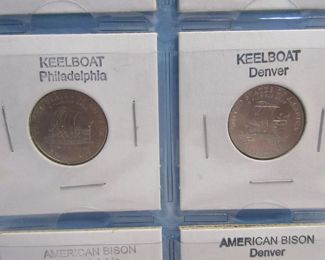 KEELBOAT
Philadelphia
KEELBOAT
Denver
AMERICAN BISON
AMERICAN BISON
Denver